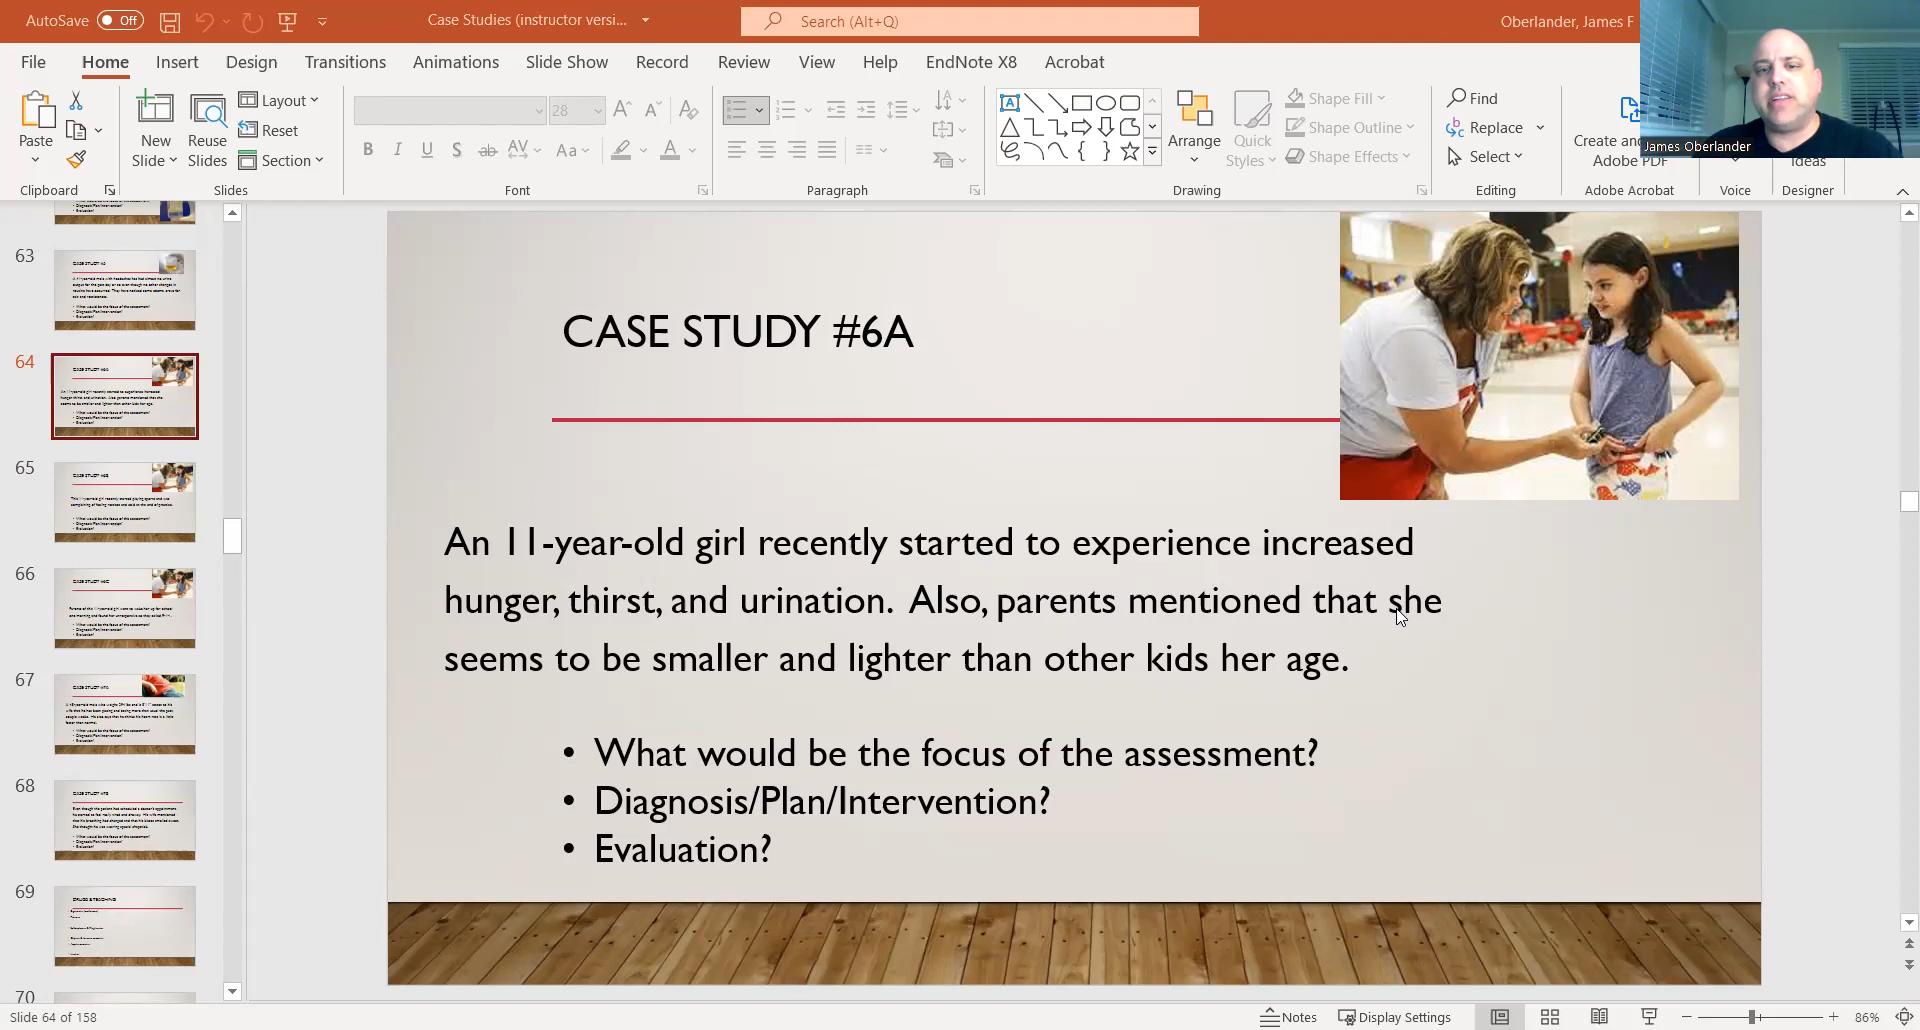 AutoSave Off
Case Studies (instructor versi...
Search (Alt+Q)
Oberlander, James F
File Home Insert Design Transitions Animations Slide Show Record Review View Help EndNote X8 Acrobat
Paste
New Slide
Reuse Slides
Layout
Reset
Section
28
B I U S ab AV Aa A
Arrange
Quick Styles
Shape Fill
Shape Outline
Shape Effects
Find
Replace
Select
Create and
Adobe PDF
James Oberlander
Ideas
Clipboard Slides Font Paragraph Drawing Editing Adobe Acrobat Voice Designer
63
64
65
66
67
68
69
70
CASE STUDY #6A
An 11-year-old girl recently started to experience increased
hunger, thirst, and urination. Also, parents mentioned that she
seems to be smaller and lighter than other kids her age.
• What would be the focus of the assessment?
• Diagnosis/Plan/Intervention?
• Evaluation?
Slide 64 of 158
Notes
Display Settings
86%